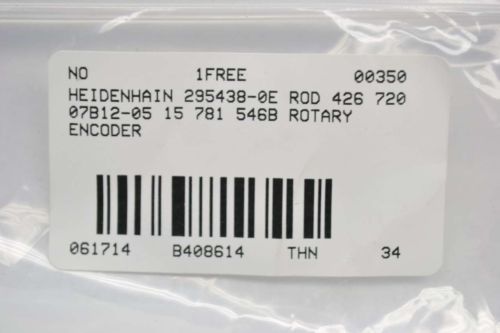 NO 1FREE 00350
HEIDENHAIN 295438-0E ROD 426 720
07B12-05 15 781 546B ROTARY
ENCODER
061714 B408614 THN 34